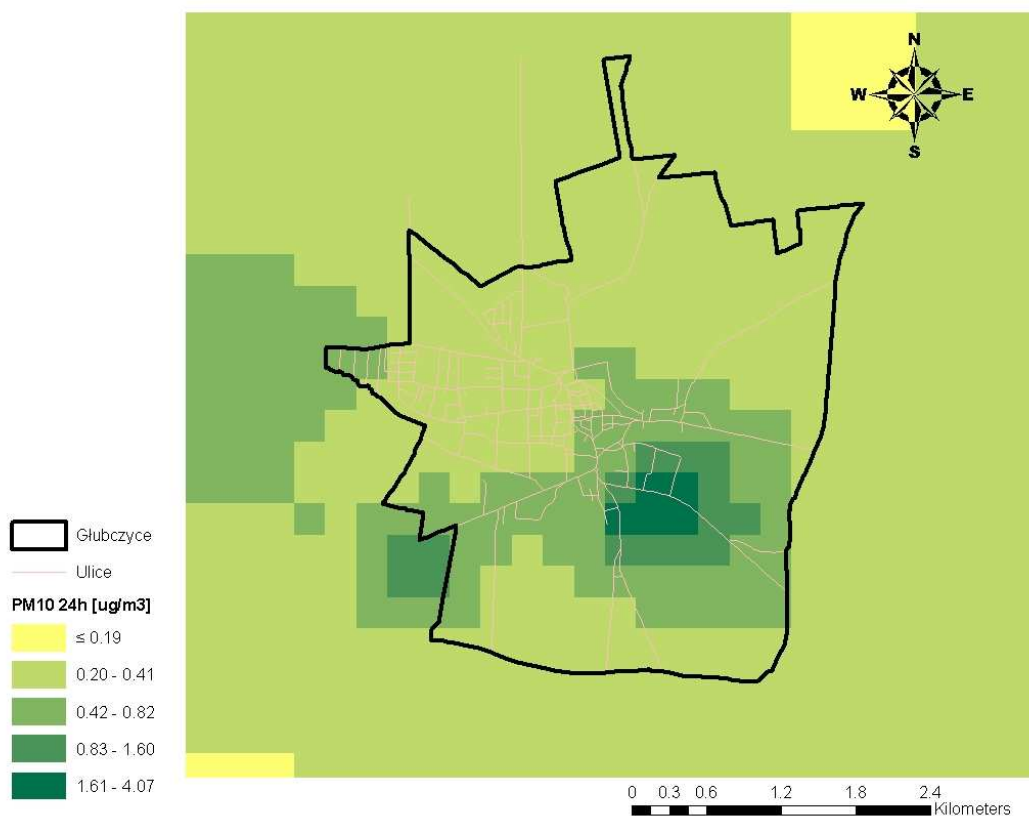 N
W E
S
Głubczyce
Ulice
PM10 24h [ug/m3]
≤ 0.19
0.20 - 0.41
0.42 - 0.82
0.83 - 1.60
1.61 - 4.07
0 0.3 0.6 1.2 1.8 2.4
Kilometers